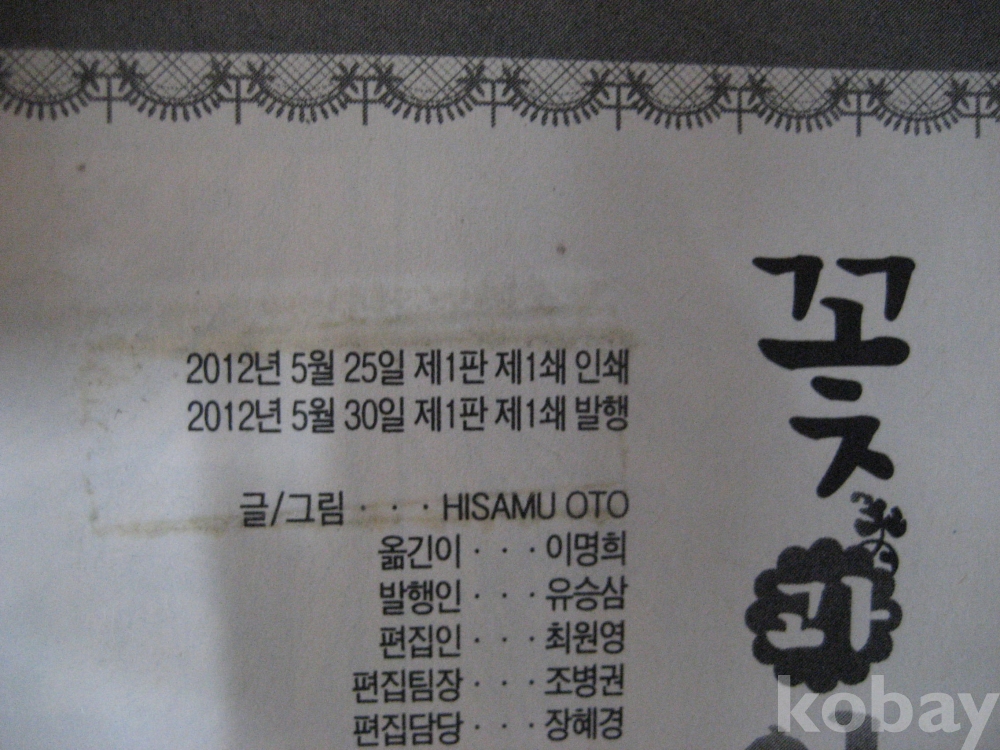 2012년 5월 25일 제1판 제1쇄 인쇄
2012년 5월 30일 제1판 제1쇄 발행
글/그림 · · · HISAMU OTO
옮긴이 · · · 이명희
발행인 · · · 유승삼
편집인 · · · 최원영
편집팀장 · · · 조병권
편집담당 · · · 장혜경
꽃
과
kobay